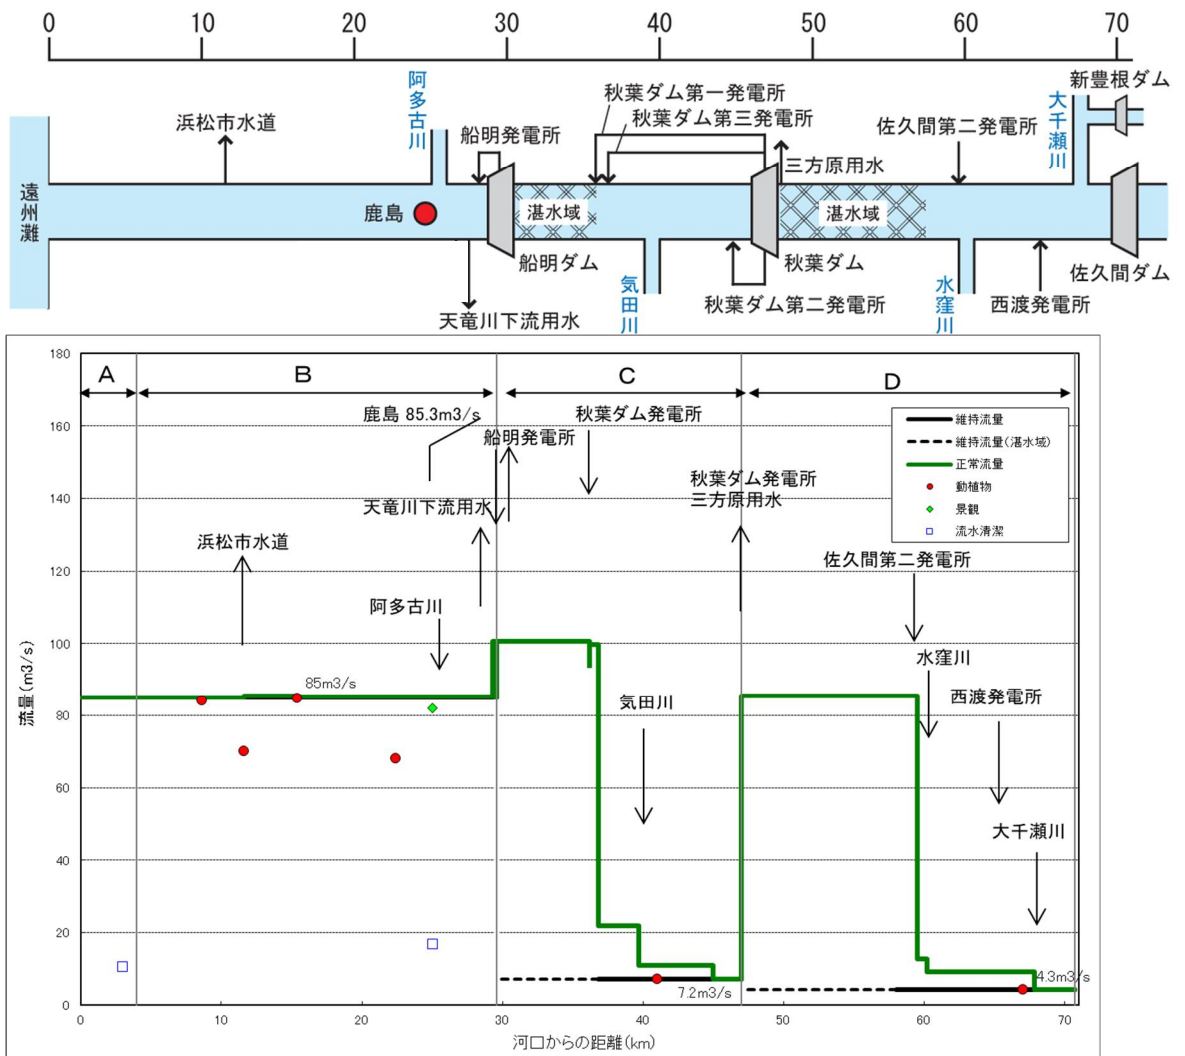 0 10 20 30 40 50 60 70
新豊根ダム
秋葉ダム第一発電所
阿多古川
大千瀬川
浜松市水道
船明発電所
秋葉ダム第三発電所
佐久間第二発電所
三方原用水
遠州灘
鹿島
湛水域
湛水域
船明ダム
気田川
秋葉ダム
水窪川
佐久間ダム
秋葉ダム第二発電所
西渡発電所
天竜川下流用水
180
A B C D
鹿島 85.3m3/s
秋葉ダム発電所
維持流量
160
船明発電所
維持流量(湛水域)
正常流量
秋葉ダム発電所
三方原用水
動植物
140
天竜川下流用水
景観
流水清潔
浜松市水道
佐久間第二発電所
120
阿多古川
100
水窪川
流量(m3/s)
85m3/s
気田川
西渡発電所
80
60
大千瀬川
40
20
7.2m3/s
4.3m3/s
0
0 10 20 30 40 50 60 70
河口からの距離(km)